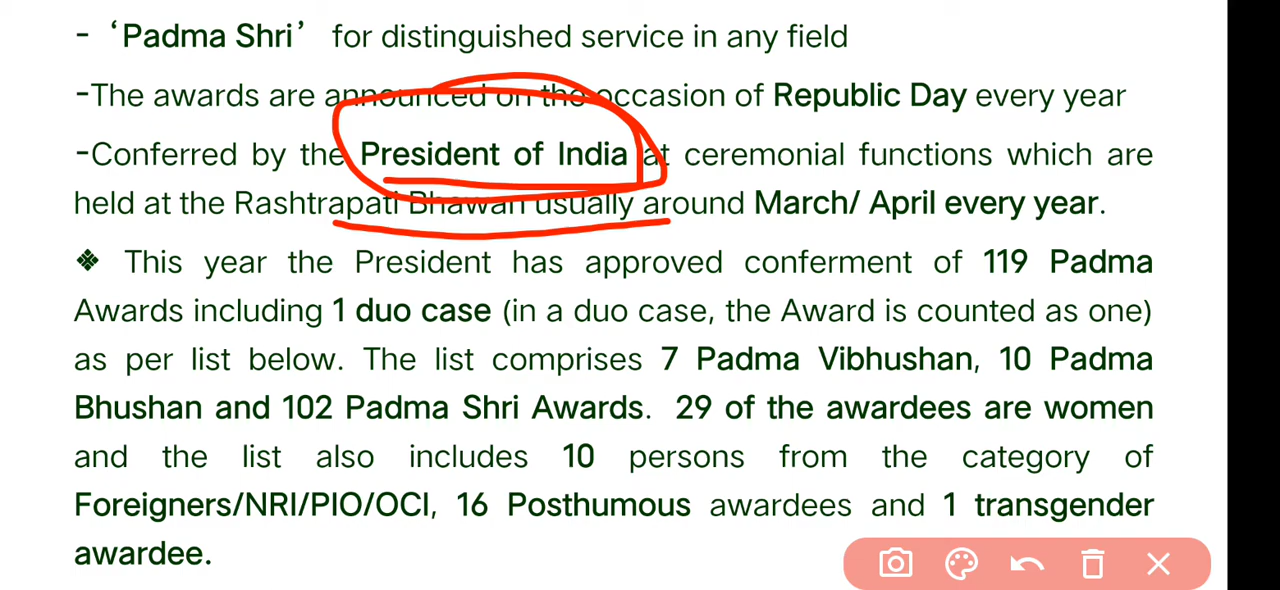 - ‘Padma Shri’ for distinguished service in any field
-The awards are announced on the occasion of Republic Day every year
-Conferred by the President of India at ceremonial functions which are
held at the Rashtrapati Bhawan usually around March/ April every year.
❖ This year the President has approved conferment of 119 Padma
Awards including 1 duo case (in a duo case, the Award is counted as one)
as per list below. The list comprises 7 Padma Vibhushan, 10 Padma
Bhushan and 102 Padma Shri Awards. 29 of the awardees are women
and the list also includes 10 persons from the category of
Foreigners/NRI/PIO/OCI, 16 Posthumous awardees and 1 transgender
awardee.